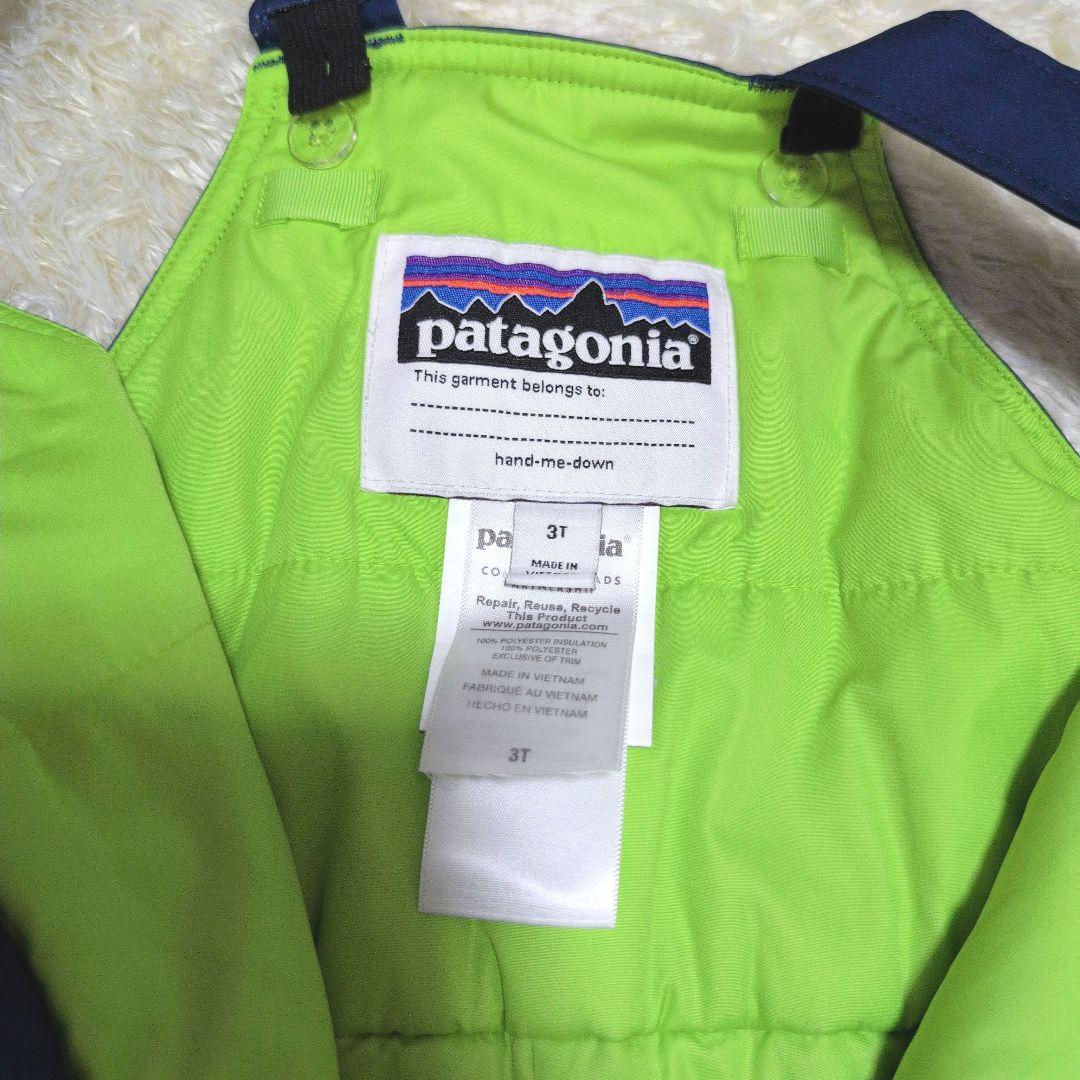 patagonia®
This garment belongs to:
hand-me-down
3T
MADE IN
Repair, Reuse, Recycle
This Product
www.patagonia.com
100% POLYESTER INSULATION
100% POLYESTER
EXCLUSIVE OF TRIM
MADE IN VIETNAM
FABRIQUÉ AU VIETNAM
HECHO EN VIETNAM
3T